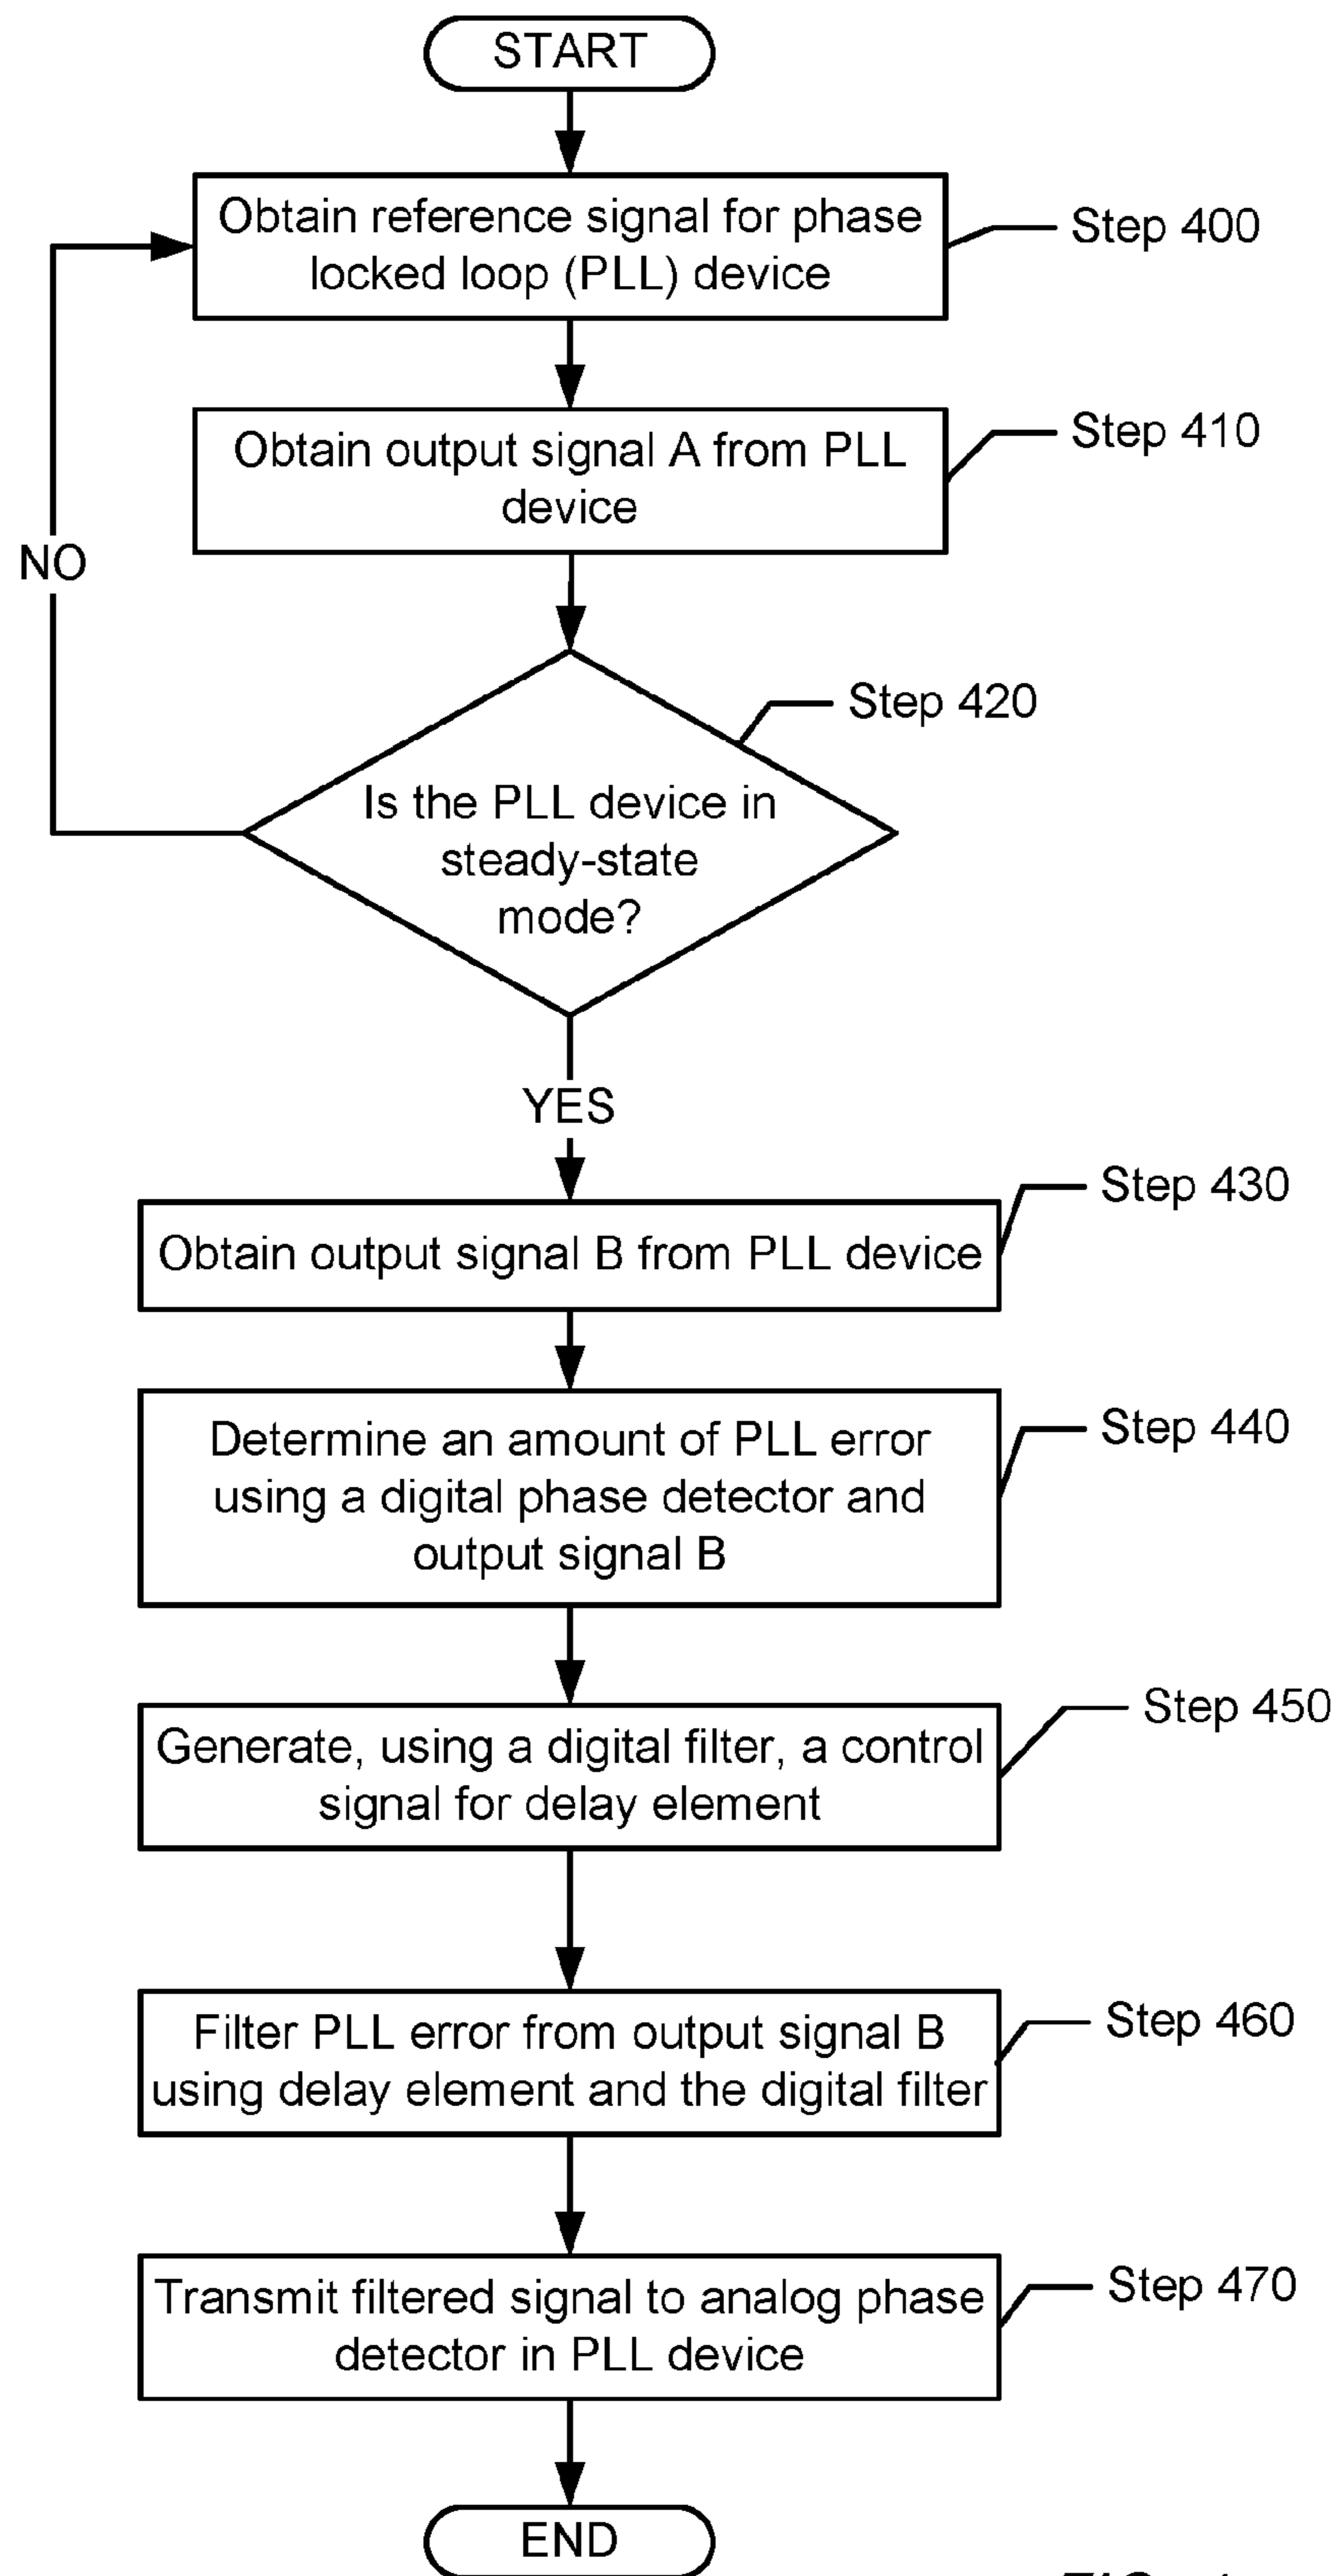 START
Obtain reference signal for phase
locked loop (PLL) device
Step 400
Obtain output signal A from PLL
device
Step 410
NO
Step 420
Is the PLL device in
steady-state
mode?
YES
Step 430
Obtain output signal B from PLL device
Determine an amount of PLL error
using a digital phase detector and
output signal B
Step 440
Generate, using a digital filter, a control
signal for delay element
Step 450
Filter PLL error from output signal B
using delay element and the digital filter
Step 460
Transmit filtered signal to analog phase
detector in PLL device
Step 470
END